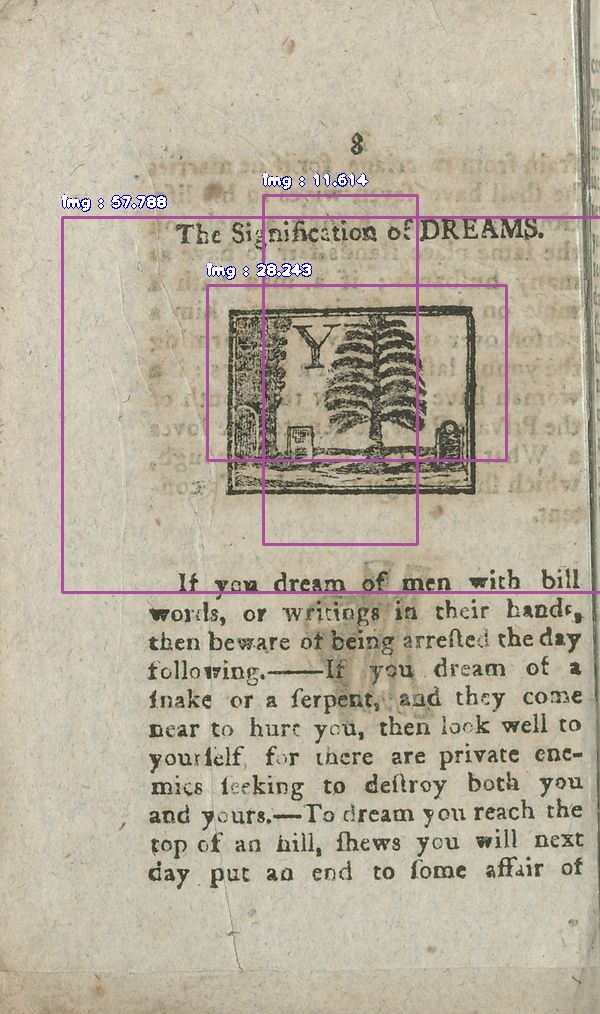 8
img : 11.614
img : 57.788
The Signification of DREAMS.
img : 28.243
Y
If you dream of men with bill
words, or writings in their hands,
then beware of being arreſted the day
following.——If you dream of a
ſnake or a ſerpent, and they come
near to hurt you, then look well to
yourſelf, for there are private ene-
mies ſeeking to deſtroy both you
and yours.—To dream you reach the
top of an hill, ſhews you will next
day put an end to ſome affair of